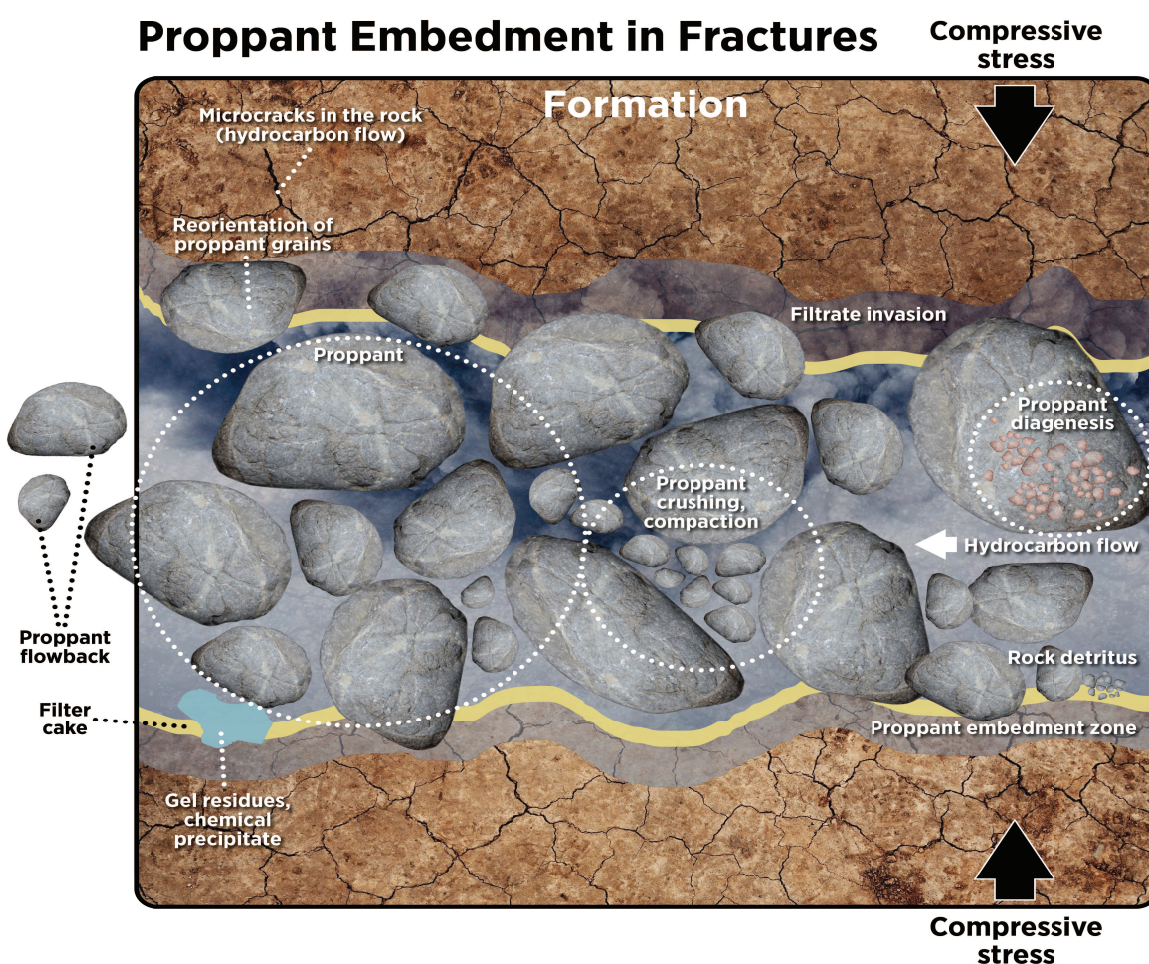 Proppant Embedment in Fractures
Compressive
stress
Formation
Microcracks in the rock
(hydrocarbon flow)
Reorientation of
proppant grains
Filtrate invasion
Proppant
Proppant
diagenesis
Proppant
crushing,
compaction
Hydrocarbon flow
Proppant
flowback
Rock detritus
Filter
cake
Proppant embedment zone
Gel residues,
chemical
precipitate
Compressive
stress